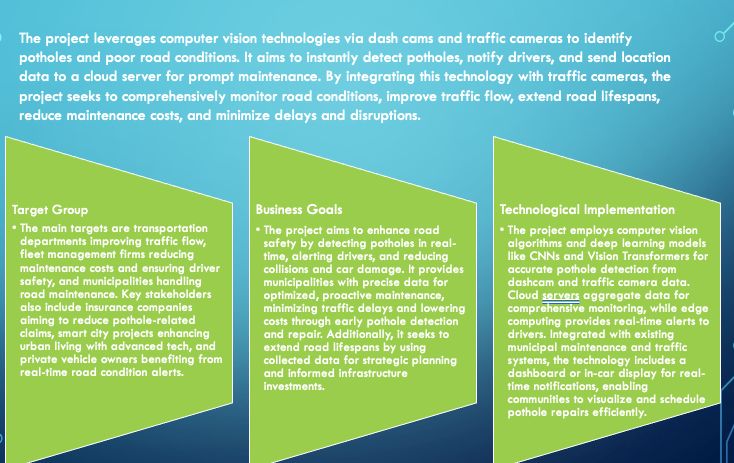 The project leverages computer vision technologies via dash cams and traffic cameras to identify
potholes and poor road conditions. It aims to instantly detect potholes, notify drivers, and send location
data to a cloud server for prompt maintenance. By integrating this technology with traffic cameras, the
project seeks to comprehensively monitor road conditions, improve traffic flow, extend road lifespans,
reduce maintenance costs, and minimize delays and disruptions.
Target Group
• The main targets are transportation
departments improving traffic flow,
fleet management firms reducing
maintenance costs and ensuring driver
safety, and municipalities handling
road maintenance. Key stakeholders
also include insurance companies
aiming to reduce pothole-related
claims, smart city projects enhancing
urban living with advanced tech, and
private vehicle owners benefiting from
real-time road condition alerts.
Business Goals
• The project aims to enhance road
safety by detecting potholes in real-
time, alerting drivers, and reducing
collisions and car damage. It provides
municipalities with precise data for
optimized, proactive maintenance,
minimizing traffic delays and lowering
costs through early pothole detection
and repair. Additionally, it seeks to
extend road lifespans by using
collected data for strategic planning
and informed infrastructure
investments.
Technological Implementation
• The project employs computer vision
algorithms and deep learning models
like CNNs and Vision Transformers for
accurate pothole detection from
dashcam and traffic camera data.
Cloud servers aggregate data for
comprehensive monitoring, while edge
computing provides real-time alerts to
drivers. Integrated with existing
municipal maintenance and traffic
systems, the technology includes a
dashboard or in-car display for real-
time notifications, enabling
communities to visualize and schedule
pothole repairs efficiently.